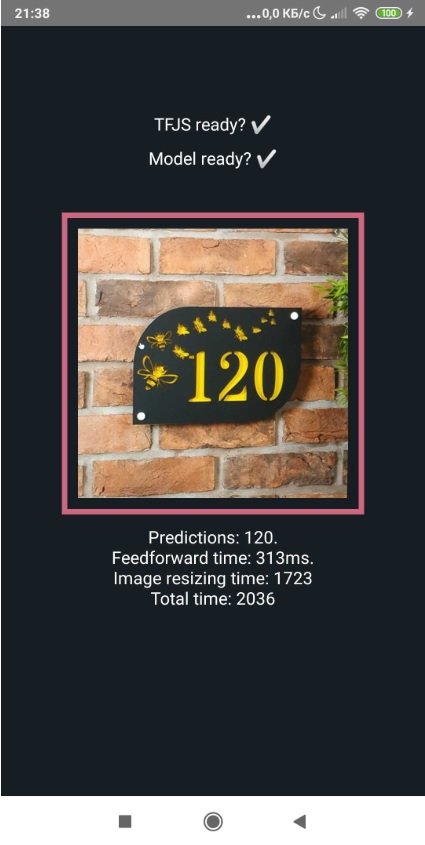 21:38
...0,0 КБ/с 100
TFJS ready? ✔
Model ready? ✔
120
Predictions: 120.
Feedforward time: 313ms.
Image resizing time: 1723
Total time: 2036